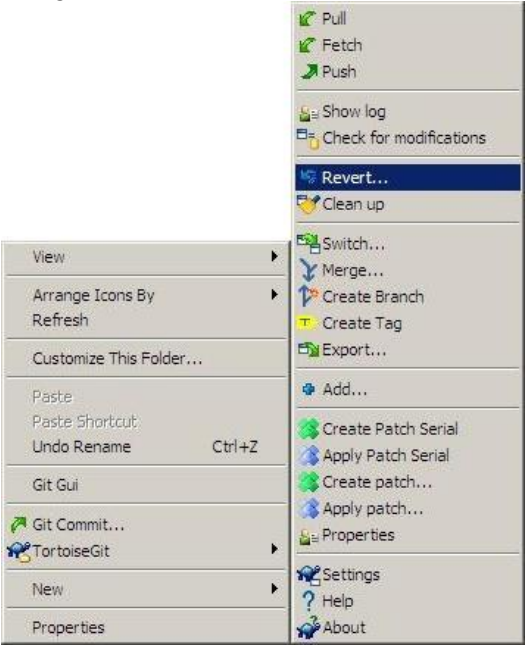 Pull
Fetch
Push
Show log
Check for modifications
Revert...
Clean up
Switch...
Merge...
Create Branch
Create Tag
Export...
Add...
Create Patch Serial
Apply Patch Serial
Create patch...
Apply patch...
Properties
Settings
Help
About
View
Arrange Icons By
Refresh
Customize This Folder...
Paste
Paste Shortcut
Undo Rename Ctrl+Z
Git Gui
Git Commit...
TortoiseGit
New
Properties